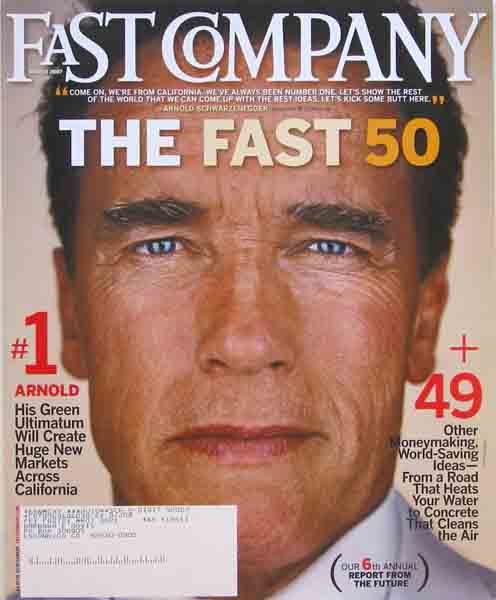 FAST COMPANY
“COME ON, WE'RE FROM CALIFORNIA. WE'VE ALWAYS BEEN NUMBER ONE. LET'S SHOW THE REST
OF THE WORLD THAT WE CAN COME UP WITH THE BEST IDEAS. LET'S KICK SOME BUTT HERE.”
ARNOLD SCHWARZENEGGER
THE FAST 50
#1
ARNOLD
His Green
Ultimatum
Will Create
Huge New
Markets
Across
California
+
49
Other
Moneymaking,
World-Saving
Ideas—
From a Road
That Heats
Your Water
to Concrete
That Cleans
the Air
(OUR 6th ANNUAL
REPORT FROM
THE FUTURE)